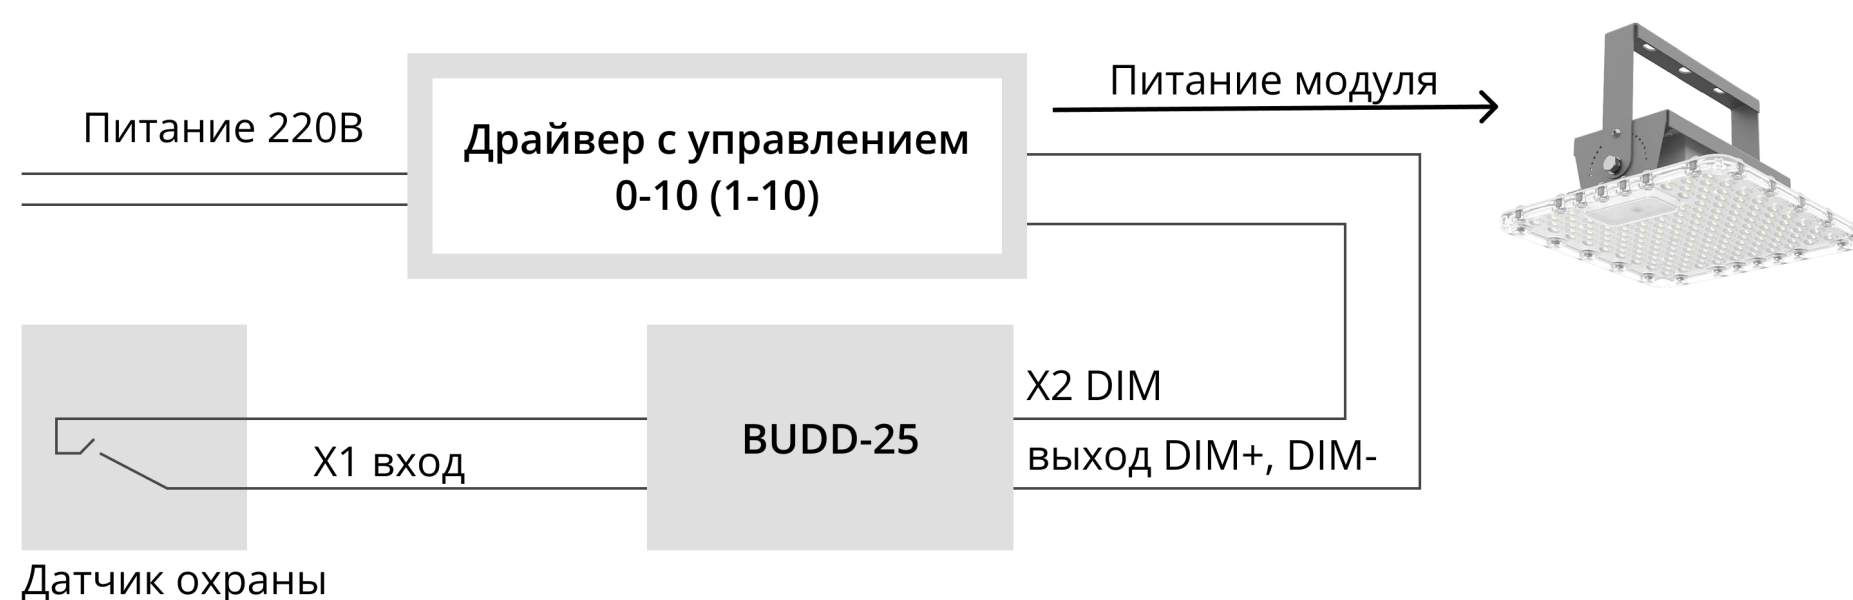 Питание 220В
Драйвер с управлением
0-10 (1-10)
Питание модуля
X1 вход
BUDD-25
X2 DIM
выход DIM+, DIM-
Датчик охраны